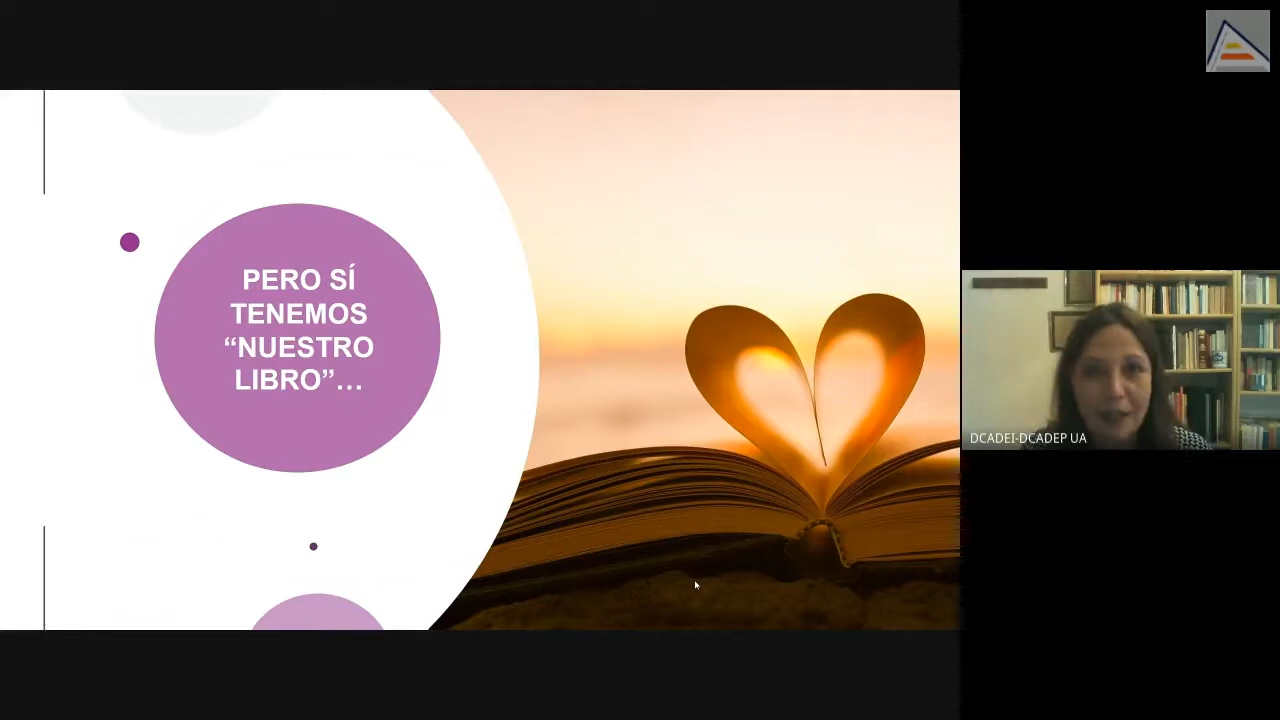 PERO SÍ
TENEMOS
“NUESTRO
LIBRO”...
DCADEI-DCADEP UA